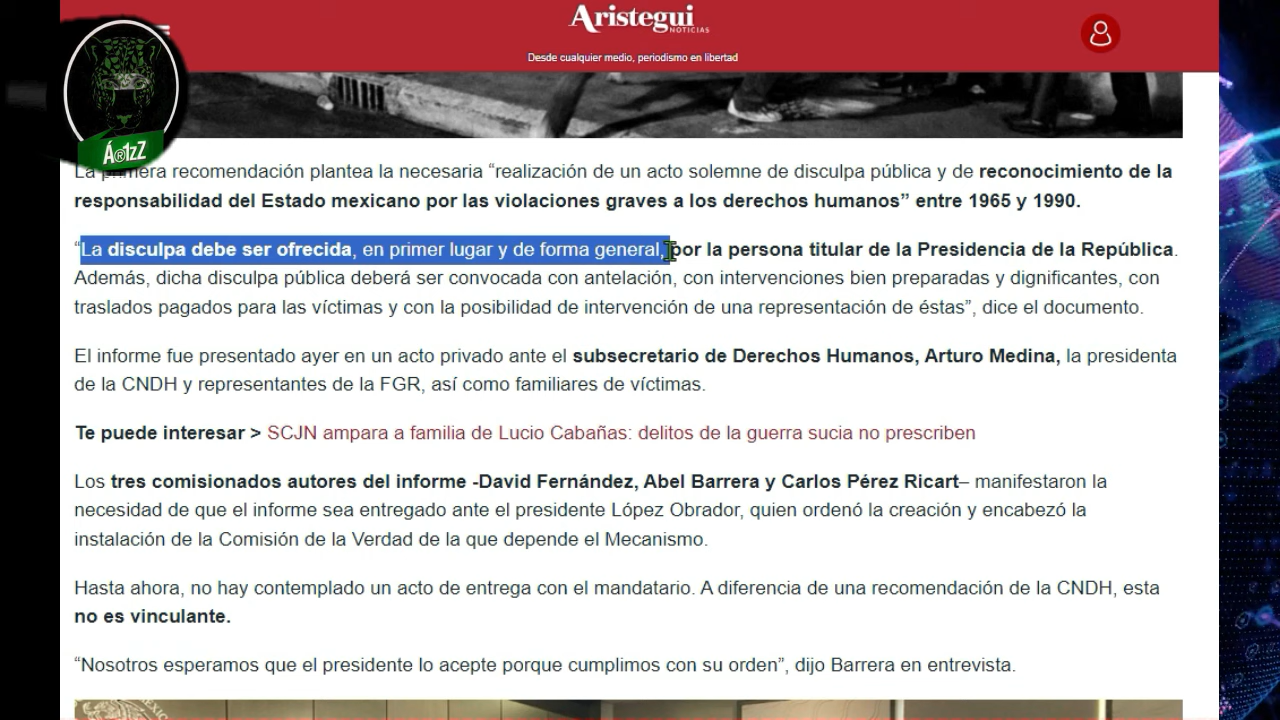 Aristegui
NOTICIAS
Desde cualquier medio, periodismo en libertad
Á®1zZ
La primera recomendación plantea la necesaria “realización de un acto solemne de disculpa pública y de reconocimiento de la
responsabilidad del Estado mexicano por las violaciones graves a los derechos humanos” entre 1965 y 1990.
“La disculpa debe ser ofrecida, en primer lugar y de forma general, por la persona titular de la Presidencia de la República.
Además, dicha disculpa pública deberá ser convocada con antelación, con intervenciones bien preparadas y dignificantes, con
traslados pagados para las víctimas y con la posibilidad de intervención de una representación de éstas”, dice el documento.
El informe fue presentado ayer en un acto privado ante el subsecretario de Derechos Humanos, Arturo Medina, la presidenta
de la CNDH y representantes de la FGR, así como familiares de víctimas.
Te puede interesar > SCJN ampara a familia de Lucio Cabañas: delitos de la guerra sucia no prescriben
Los tres comisionados autores del informe -David Fernández, Abel Barrera y Carlos Pérez Ricart– manifestaron la
necesidad de que el informe sea entregado ante el presidente López Obrador, quien ordenó la creación y encabezó la
instalación de la Comisión de la Verdad de la que depende el Mecanismo.
Hasta ahora, no hay contemplado un acto de entrega con el mandatario. A diferencia de una recomendación de la CNDH, esta
no es vinculante.
“Nosotros esperamos que el presidente lo acepte porque cumplimos con su orden”, dijo Barrera en entrevista.